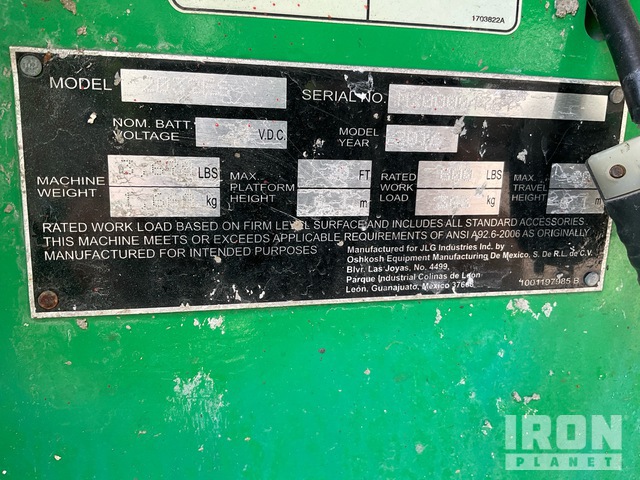 1703822A
MODEL
SERIAL NO.
NOM. BATT. VOLTAGE V.D.C.
MODEL YEAR
MACHINE WEIGHT LBS kg
MAX. PLATFORM HEIGHT FT m
RATED WORK LOAD LBS kg
MAX. TRAVEL HEIGHT
RATED WORK LOAD BASED ON FIRM LEVEL SURFACE AND INCLUDES ALL STANDARD ACCESSORIES.
THIS MACHINE MEETS OR EXCEEDS APPLICABLE REQUIREMENTS OF ANSI A92.6-2006 AS ORIGINALLY
MANUFACTURED FOR INTENDED PURPOSES
Manufactured for JLG Industries Inc. by
Oshkosh Equipment Manufacturing De Mexico, S. De R.L. de C.V.
Blvr. Las Joyas. No. 4499,
Parque Industrial Colinas de León
León, Guanajuato, México 37668
1001197985 B
IRON
PLANET